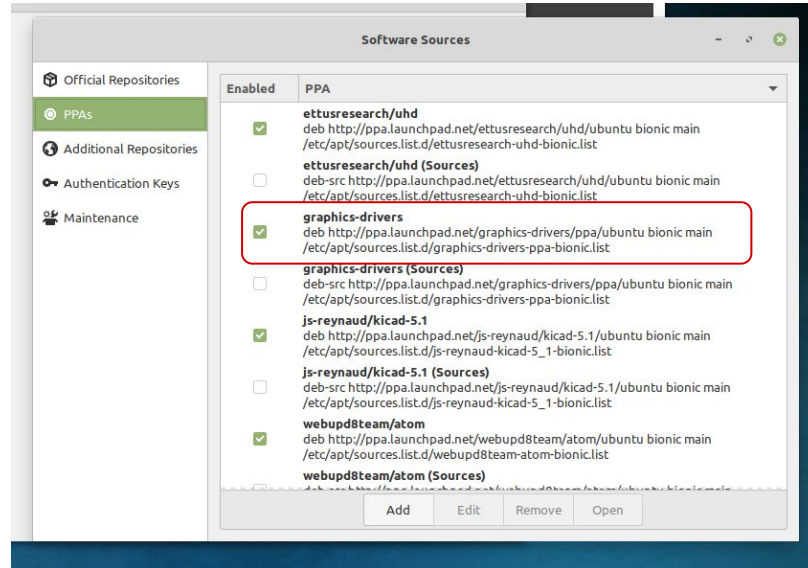 Software Sources
Official Repositories
PPAs
Additional Repositories
Authentication Keys
Maintenance
Enabled PPA
ettusresearch/uhd
deb http://ppa.launchpad.net/ettusresearch/uhd/ubuntu bionic main
/etc/apt/sources.list.d/ettusresearch-uhd-bionic.list
ettusresearch/uhd (Sources)
deb-src http://ppa.launchpad.net/ettusresearch/uhd/ubuntu bionic main
/etc/apt/sources.list.d/ettusresearch-uhd-bionic.list
graphics-drivers
deb http://ppa.launchpad.net/graphics-drivers/ppa/ubuntu bionic main
/etc/apt/sources.list.d/graphics-drivers-ppa-bionic.list
graphics-drivers (Sources)
deb-src http://ppa.launchpad.net/graphics-drivers/ppa/ubuntu bionic main
/etc/apt/sources.list.d/graphics-drivers-ppa-bionic.list
js-reynaud/kicad-5.1
deb http://ppa.launchpad.net/js-reynaud/kicad-5.1/ubuntu bionic main
/etc/apt/sources.list.d/js-reynaud-kicad-5_1-bionic.list
js-reynaud/kicad-5.1 (Sources)
deb-src http://ppa.launchpad.net/js-reynaud/kicad-5.1/ubuntu bionic main
/etc/apt/sources.list.d/js-reynaud-kicad-5_1-bionic.list
webupd8team/atom
deb http://ppa.launchpad.net/webupd8team/atom/ubuntu bionic main
/etc/apt/sources.list.d/webupd8team-atom-bionic.list
webupd8team/atom (Sources)
Add Edit Remove Open